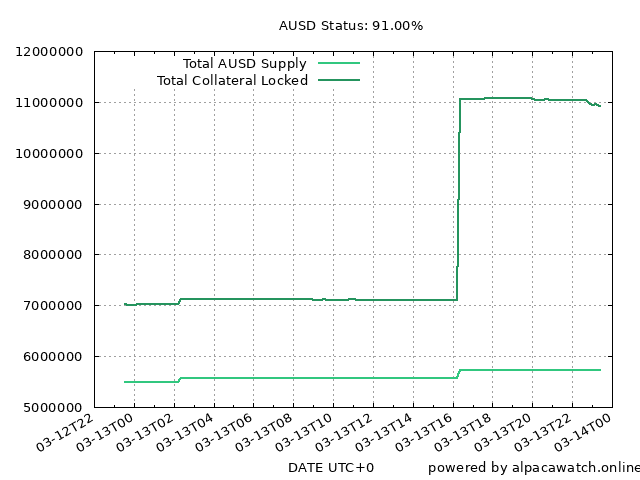 AUSD Status: 91.00%
12000000
11000000
10000000
9000000
8000000
7000000
6000000
5000000
Total AUSD Supply
Total Collateral Locked
03-12T22
03-13T00
03-13T02
03-13T04
03-13T06
03-13T08
03-13T10
03-13T12
03-13T14
03-13T16
03-13T18
03-13T20
03-13T22
03-14T00
DATE UTC+0
powered by alpacawatch.online